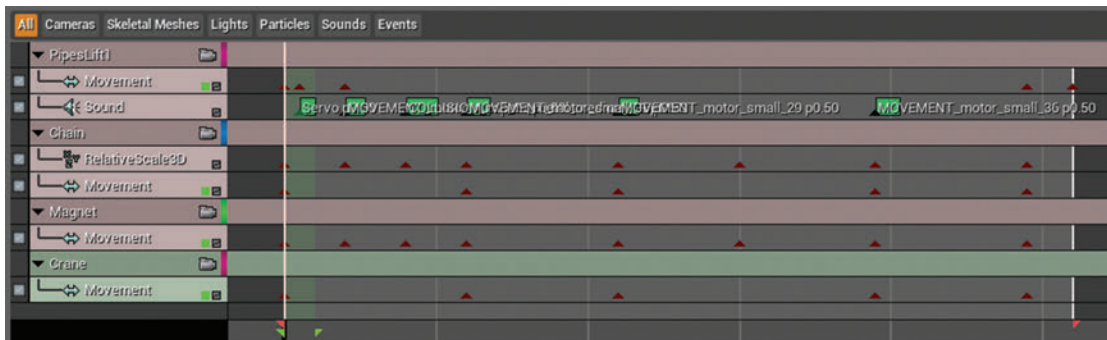 All Cameras Skeletal Meshes Lights Particles Sounds Events
PipesLift1
Movement
Sound
MOVEMENT_motor_small_29 p0.50 MOVEMENT_motor_small_36 p0.50
Chain
RelativeScale3D
Movement
Magnet
Movement
Crane
Movement